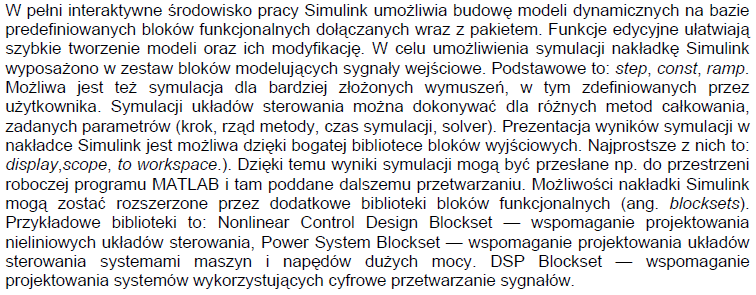 W pełni interaktywne środowisko pracy Simulink umożliwia budowę modeli dynamicznych na bazie
predefiniowanych bloków funkcjonalnych dołączanych wraz z pakietem. Funkcje edycyjne ułatwiają
szybkie tworzenie modeli oraz ich modyfikację. W celu umożliwienia symulacji nakładkę Simulink
wyposażono w zestaw bloków modelujących sygnały wejściowe. Podstawowe to: step, const, ramp.
Możliwa jest też symulacja dla bardziej złożonych wymuszeń, w tym zdefiniowanych przez
użytkownika. Symulacji układów sterowania można dokonywać dla różnych metod całkowania,
zadanych parametrów (krok, rząd metody, czas symulacji, solver). Prezentacja wyników symulacji w
nakładce Simulink jest możliwa dzięki bogatej bibliotece bloków wyjściowych. Najprostsze z nich to:
display,scope, to workspace.). Dzięki temu wyniki symulacji mogą być przesłane np. do przestrzeni
roboczej programu MATLAB i tam poddane dalszemu przetwarzaniu. Możliwości nakładki Simulink
mogą zostać rozszerzone przez dodatkowe biblioteki bloków funkcjonalnych (ang. blocksets).
Przykładowe biblioteki to: Nonlinear Control Design Blockset — wspomaganie projektowania
nieliniowych układów sterowania, Power System Blockset — wspomaganie projektowania układów
sterowania systemami maszyn i napędów dużych mocy. DSP Blockset — wspomaganie
projektowania systemów wykorzystujących cyfrowe przetwarzanie sygnałów.